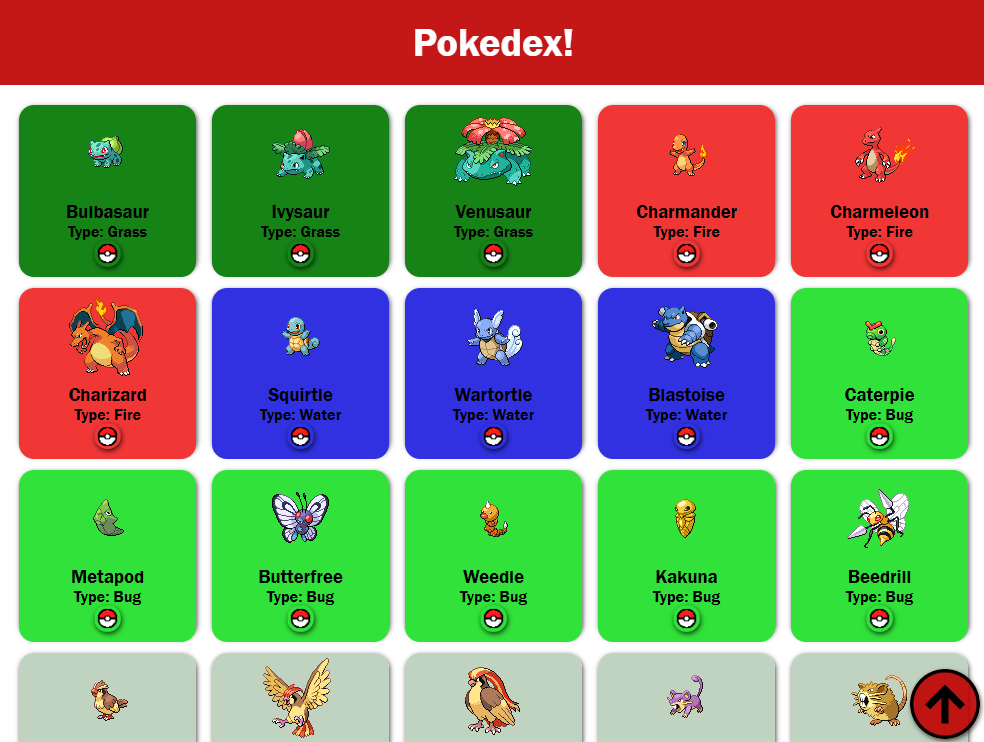 Pokedex!
Bulbasaur
Type: Grass
Ivysaur
Type: Grass
Venusaur
Type: Grass
Charmander
Type: Fire
Charmeleon
Type: Fire
Charizard
Type: Fire
Squirtle
Type: Water
Wartortle
Type: Water
Blastoise
Type: Water
Caterpie
Type: Bug
Metapod
Type: Bug
Butterfree
Type: Bug
Weedle
Type: Bug
Kakuna
Type: Bug
Beedrill
Type: Bug